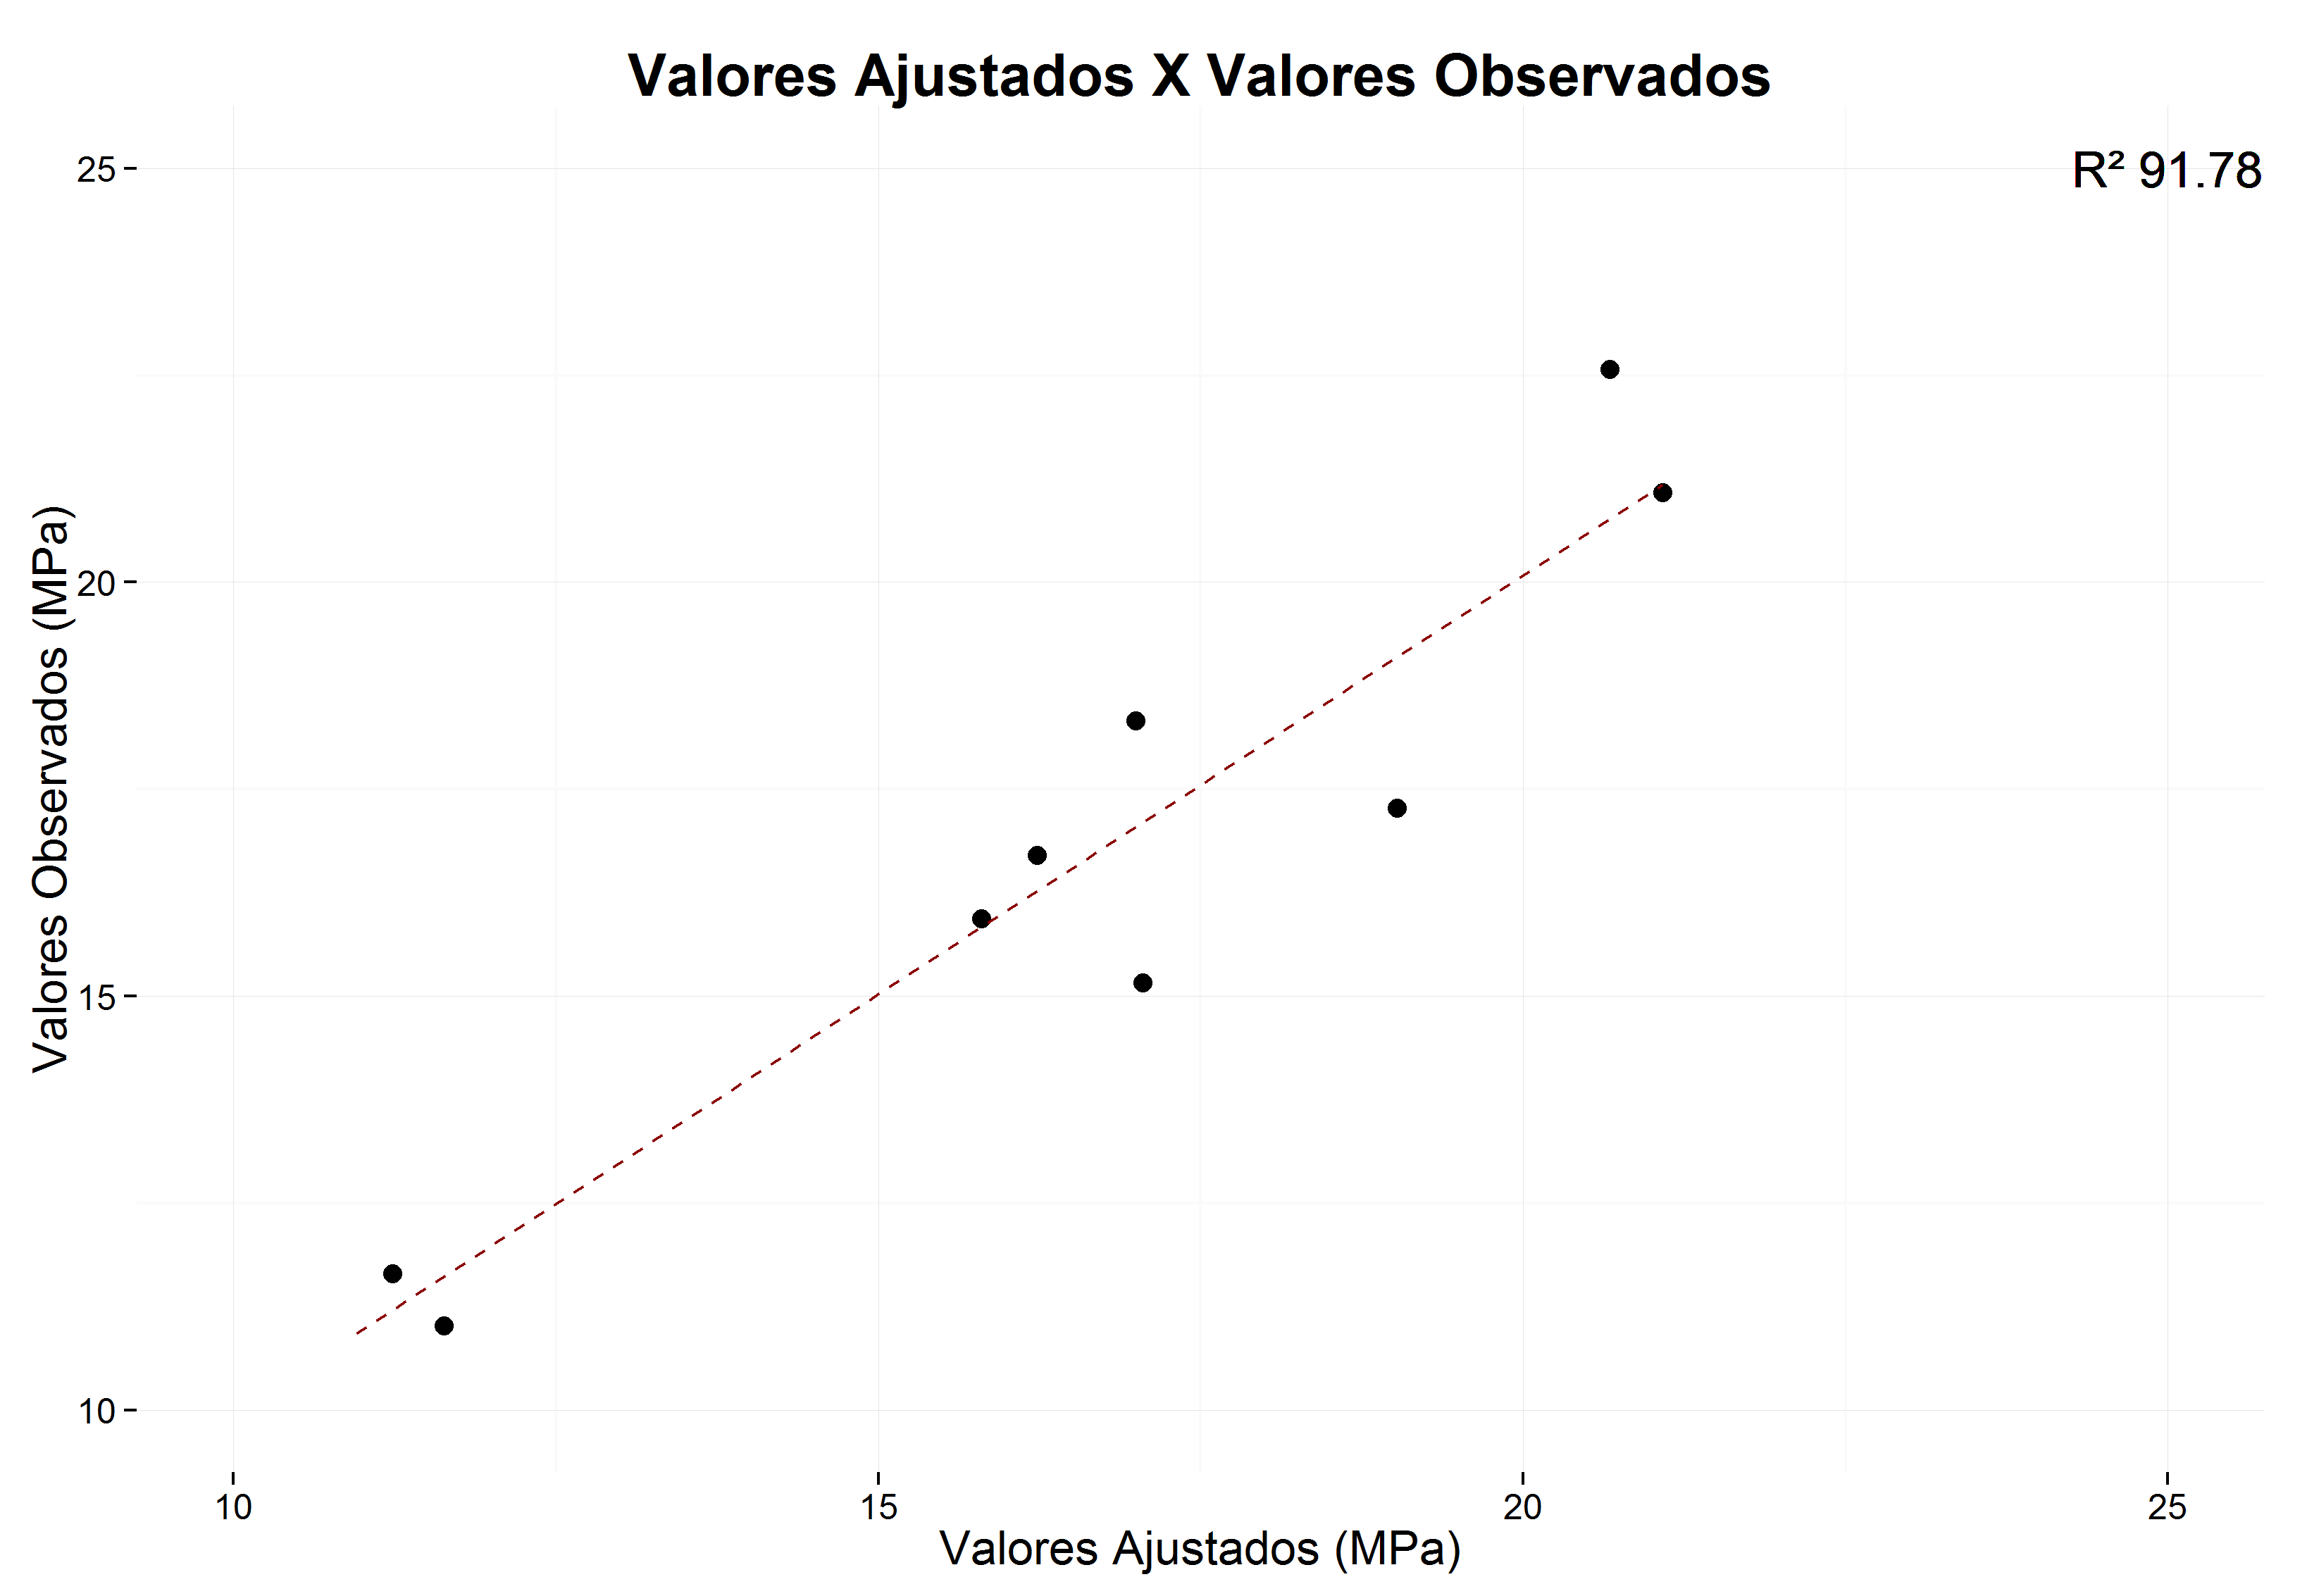 Valores Ajustados X Valores Observados
R² 91.78
25
20
15
10
Valores Observados (MPa)
10 15 20 25
Valores Ajustados (MPa)